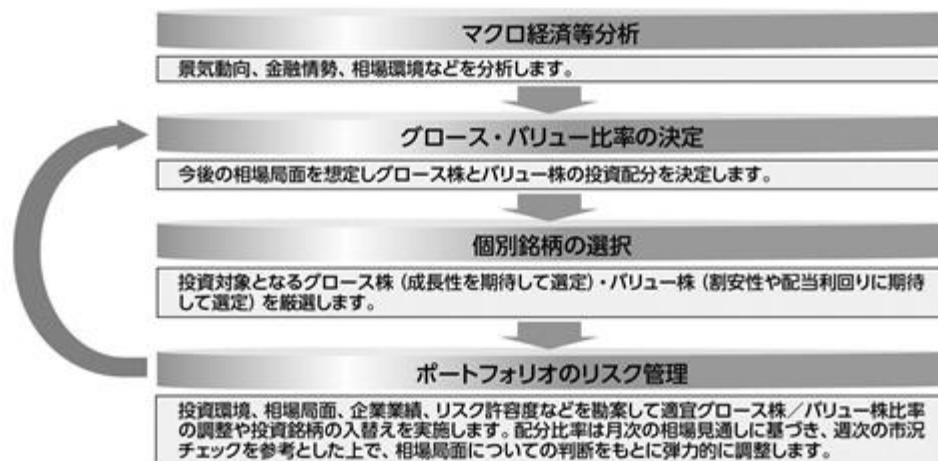 マクロ経済等分析
景気動向、金融情勢、相場環境などを分析します。
グロース・バリュー比率の決定
今後の相場局面を想定しグロース株とバリュー株の投資配分を決定します。
個別銘柄の選択
投資対象となるグロース株（成長性を期待して選定）・バリュー株（割安性や配当利回りに期待
して選定）を厳選します。
ポートフォリオのリスク管理
投資環境、相場局面、企業業績、リスク許容度などを勘案して適宜グロース株／バリュー株比率
の調整や投資銘柄の入替えを実施します。配分比率は月次の相場見通しに基づき、週次の市況
チェックを参考とした上で、相場局面についての判断をもとに弾力的に調整します。